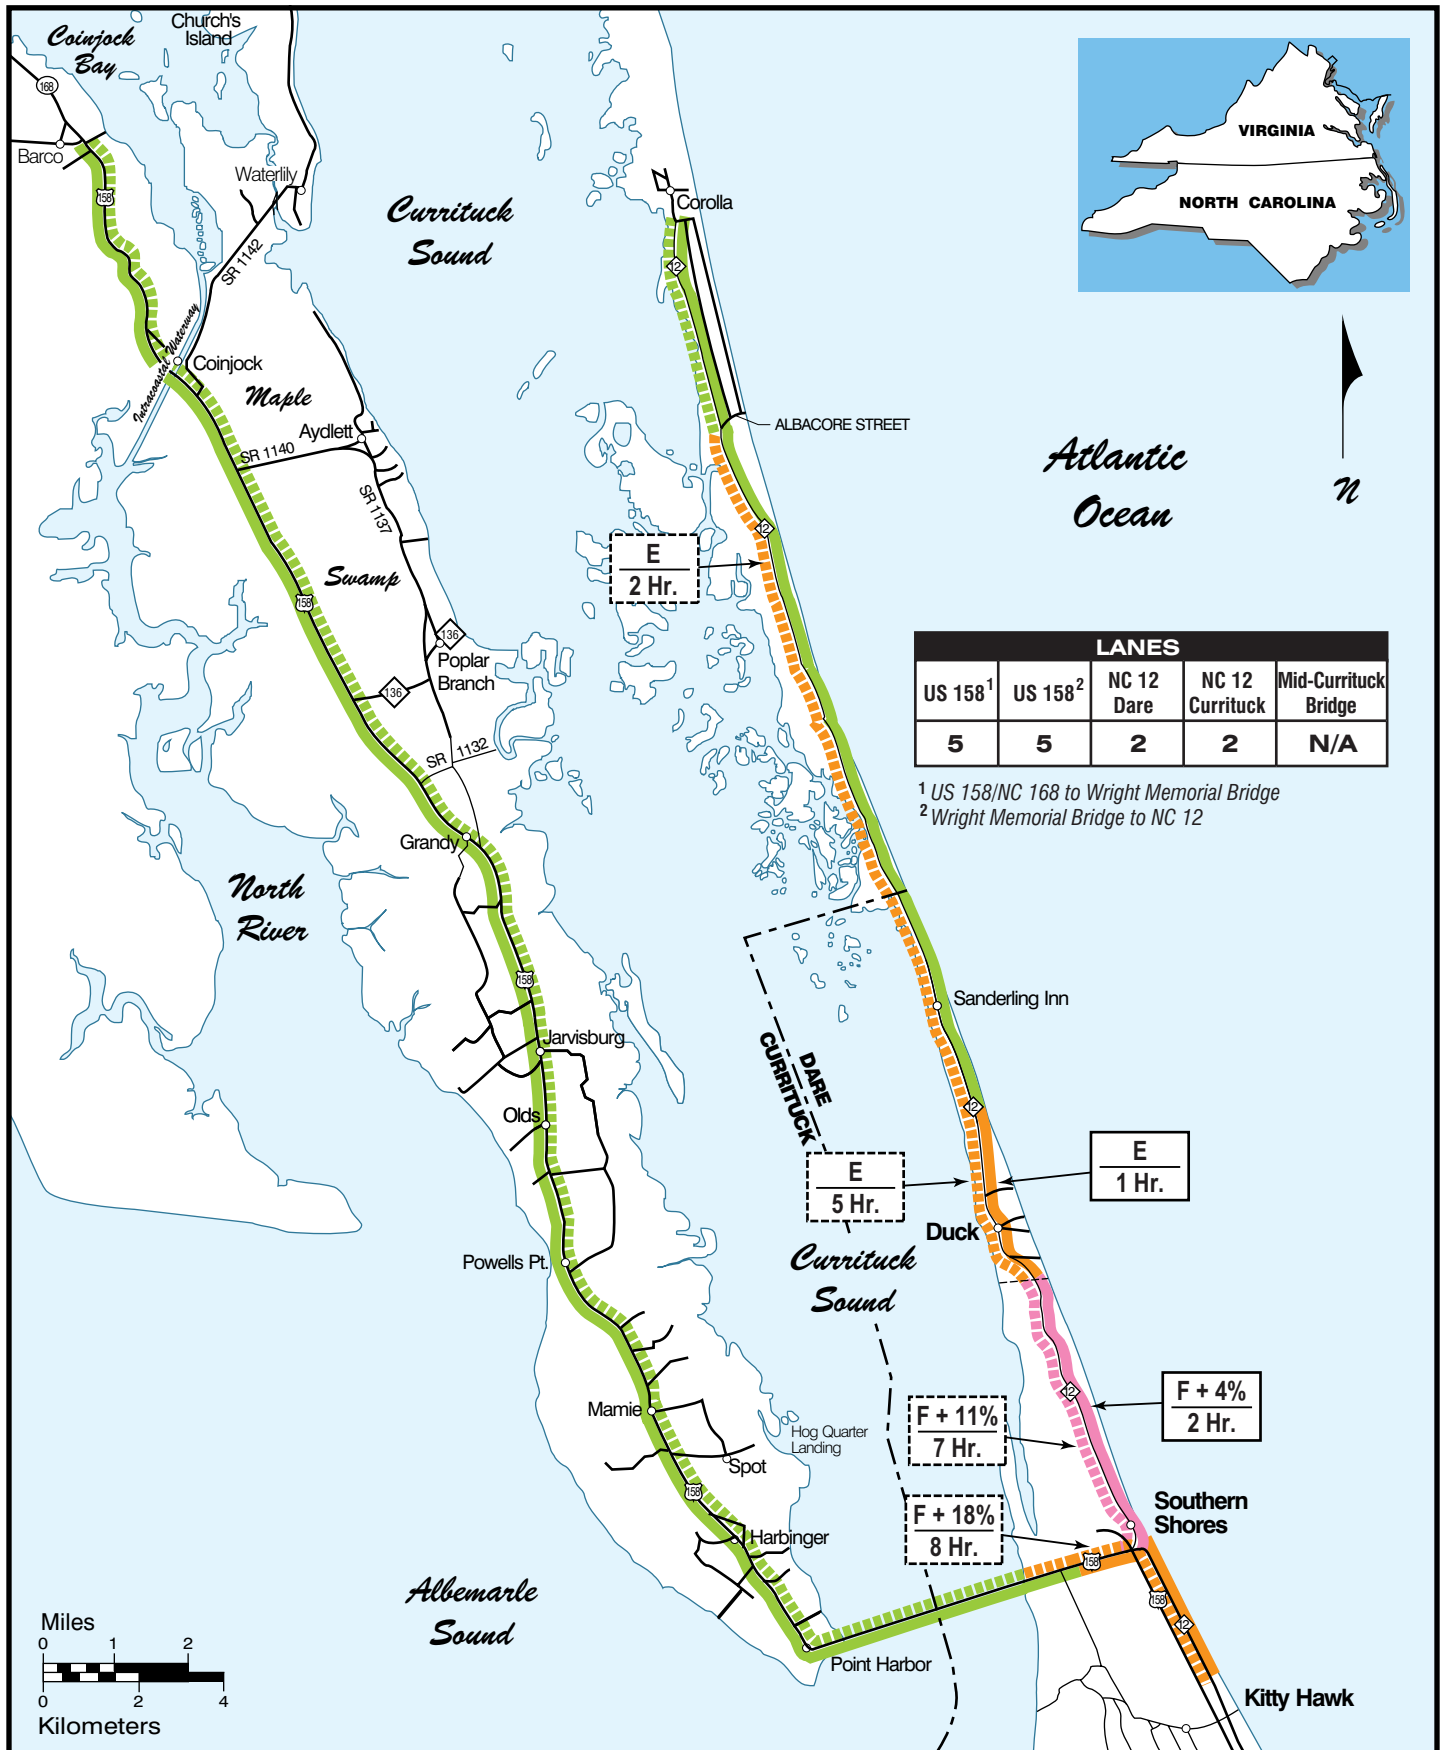 Coinjock
Bay
Church's
Island
168
Barco
158
Waterlily
SR 1142
Currituck
Sound
Corolla
12
VIRGINIA
NORTH CAROLINA
Intracoastal Waterway
Coinjock
Maple
Aydlett
SR 1140
SR 1137
ALBACORE STREET
Atlantic
Ocean
N
12
E
2 Hr.
Swamp
158
136
Poplar
Branch
136
SR 1132
LANES
US 158¹
US 158²
NC 12
Dare
NC 12
Currituck
Mid-Currituck
Bridge
5
5
2
2
N/A
¹ US 158/NC 168 to Wright Memorial Bridge
² Wright Memorial Bridge to NC 12
Grandy
North
River
158
Sanderling Inn
Jarvisburg
DARE
CURRITUCK
12
Olds
E
5 Hr.
E
1 Hr.
Duck
Powells Pt.
Currituck
Sound
12
F + 4%
2 Hr.
F + 11%
7 Hr.
Mamie
Hog Quarter
Landing
Spot
158
Southern
Shores
F + 18%
8 Hr.
Harbinger
158
158
12
Albemarle
Sound
Point Harbor
Kitty Hawk
Miles
0 1 2
0 2 4
Kilometers